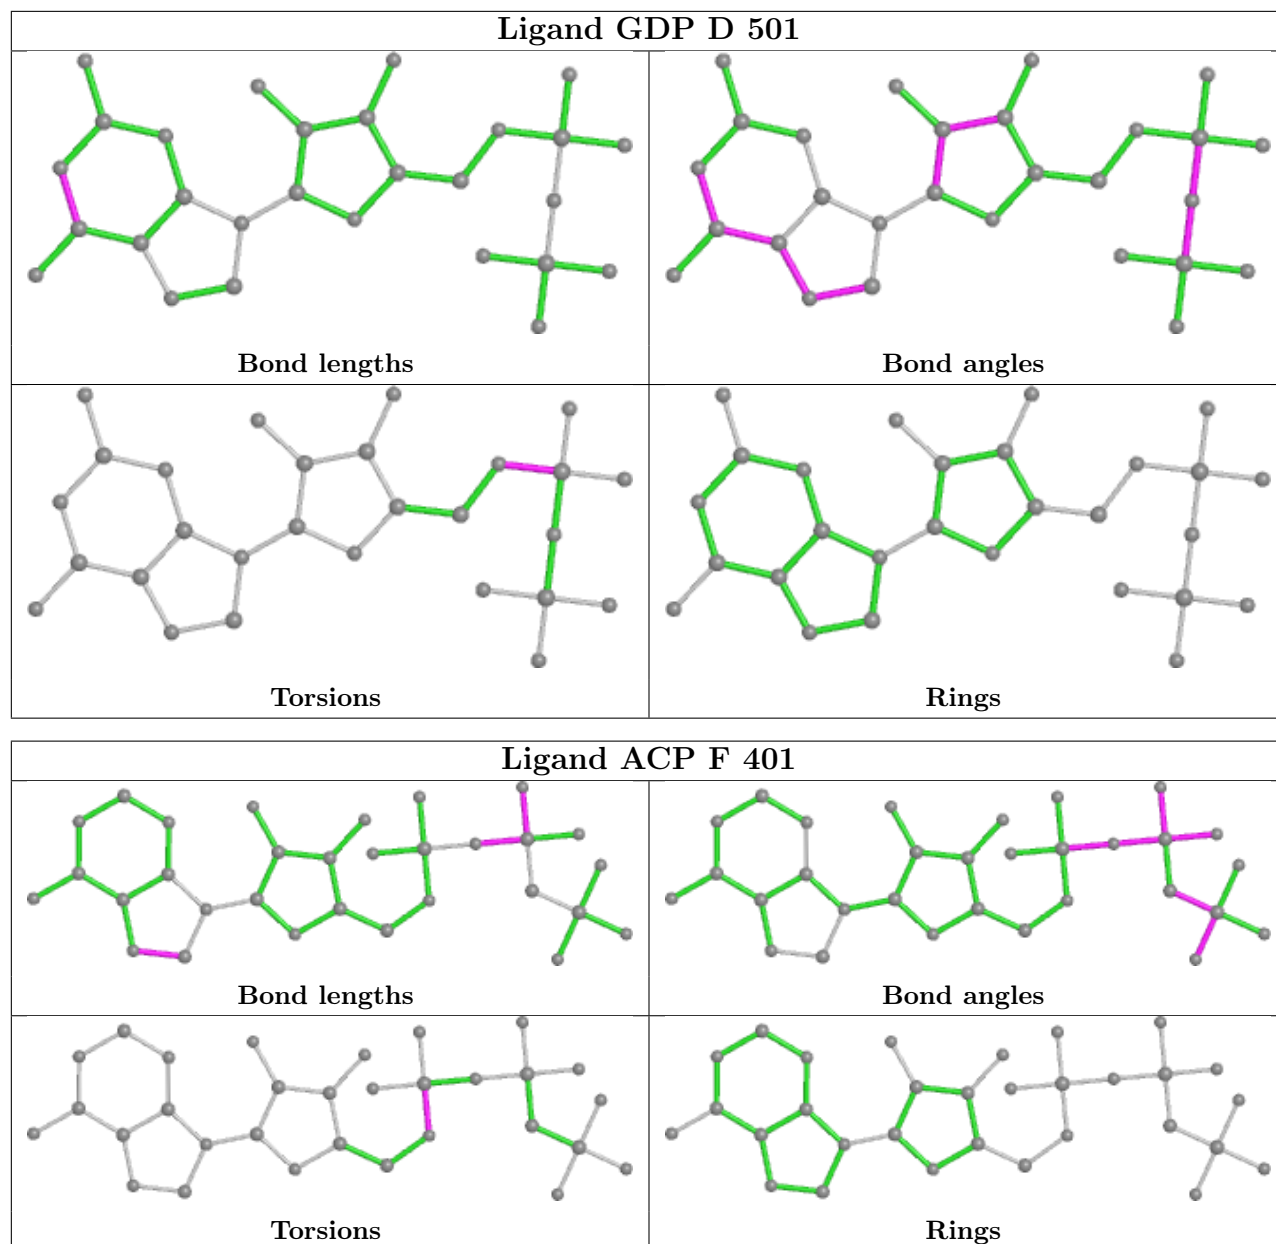 Ligand GDP D 501
Bond lengths
Bond angles
Torsions
Rings
Ligand ACP F 401
Bond lengths
Bond angles
Torsions
Rings